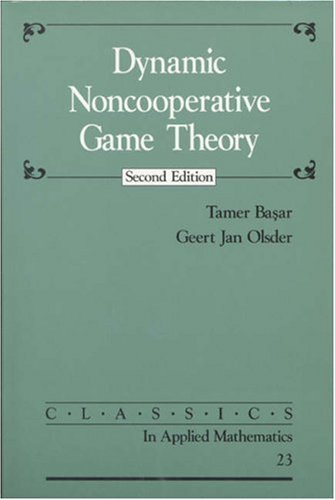 Dynamic
Noncooperative
Game Theory
Second Edition
Tamer Başar
Geert Jan Olsder
C·L·A·S·S·I·C·S
In Applied Mathematics
23